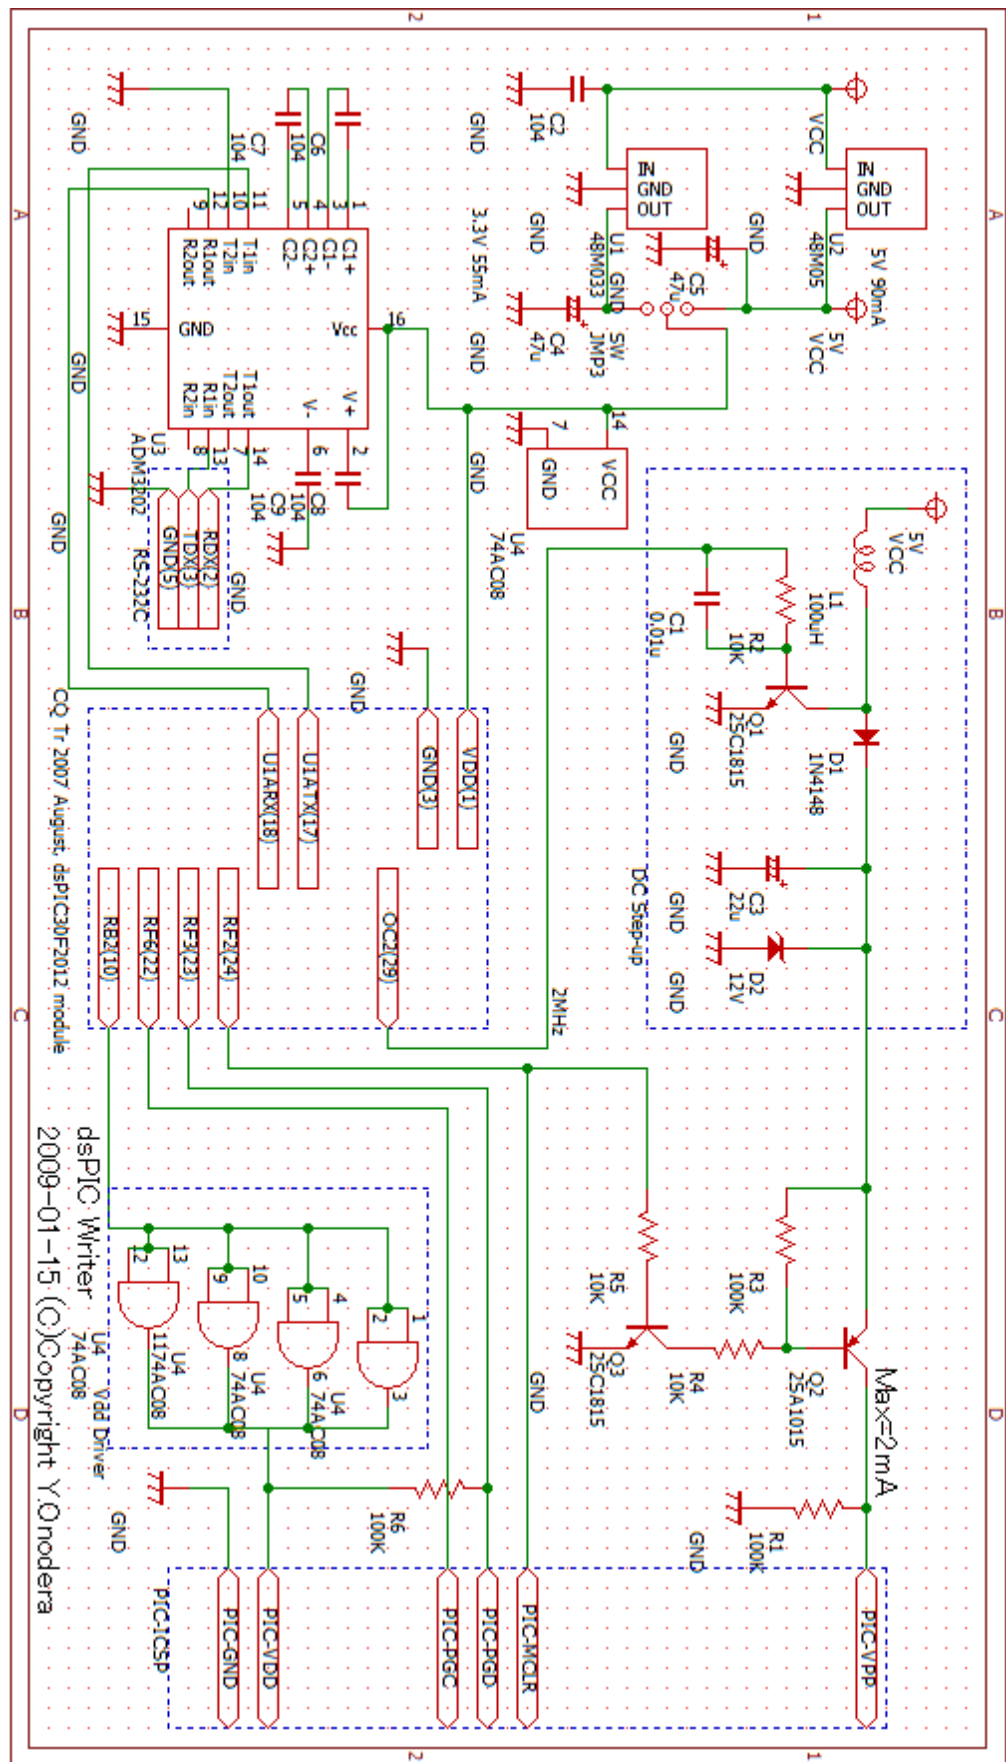 1
2
A
B
C
D
VCC
IN
GND
OUT
U2
48M05
5V 90mA
5V
VCC
GND
C2
104
GND
IN
GND
OUT
U1
48M033
GND
3.3V 55mA
C5
47u
GND
SW
JMP3
C4
47u
GND
14
7
VCC
GND
U4
74AC08
GND
5V
VCC
L1
100uH
R2
10K
C1
0.01u
Q1
2SC1815
GND
D1
1N4148
C3
22u
GND
D2
12V
GND
DC Step-up
2MHz
Max=2mA
Q2
2SA1015
R3
100K
R4
10K
R5
10K
Q3
2SC1815
GND
R1
100K
GND
PIC-VPP
PIC-MCLR
PIC-PGD
PIC-PGC
PIC-VDD
PIC-GND
PIC-ICSP
R6
100K
GND
C6
104
C7
104
GND
1
3
4
5
11
10
12
9
C1+
C1-
C2+
C2-
T1in
T2in
R1out
R2out
16
Vcc
GND
15
V+
V-
T1out
T2out
R1in
R2in
2
6
14
7
13
8
U3
ADM3202
C8
104
C9
104
GND
GND
GND
RDX(2)
TDX(3)
GND(5)
RS-232C
VDD(1)
GND(3)
GND
U1ATX(17)
U1ARX(18)
OC2(29)
RF2(24)
RF3(23)
RF6(22)
RB2(10)
CQ Tr 2007 August, dsPIC30F2012 module
1
2
3
4
5
6
U4
74AC08
10
9
8
U4
74AC08
13
12
11
U4
74AC08
U4
74AC08
Vdd Driver
dsPIC Writer
2009-01-15 (C)Copyright Y.Onodera
A
B
C
D
1
2